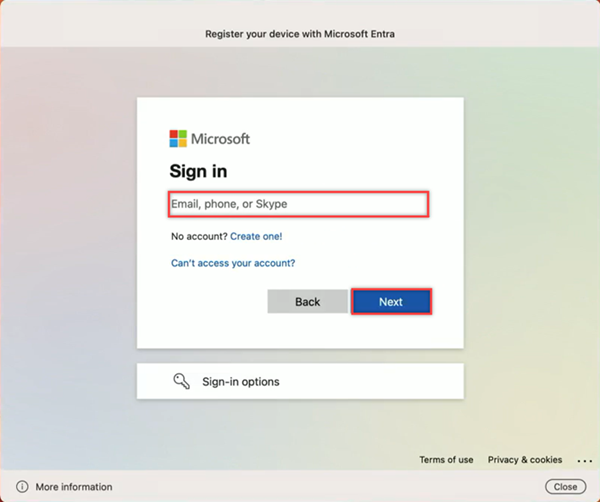 Register your device with Microsoft Entra
Microsoft
Sign in
Email, phone, or Skype
No account? Create one!
Can't access your account?
Back
Next
Sign-in options
Terms of use
Privacy & cookies
...
More information
Close